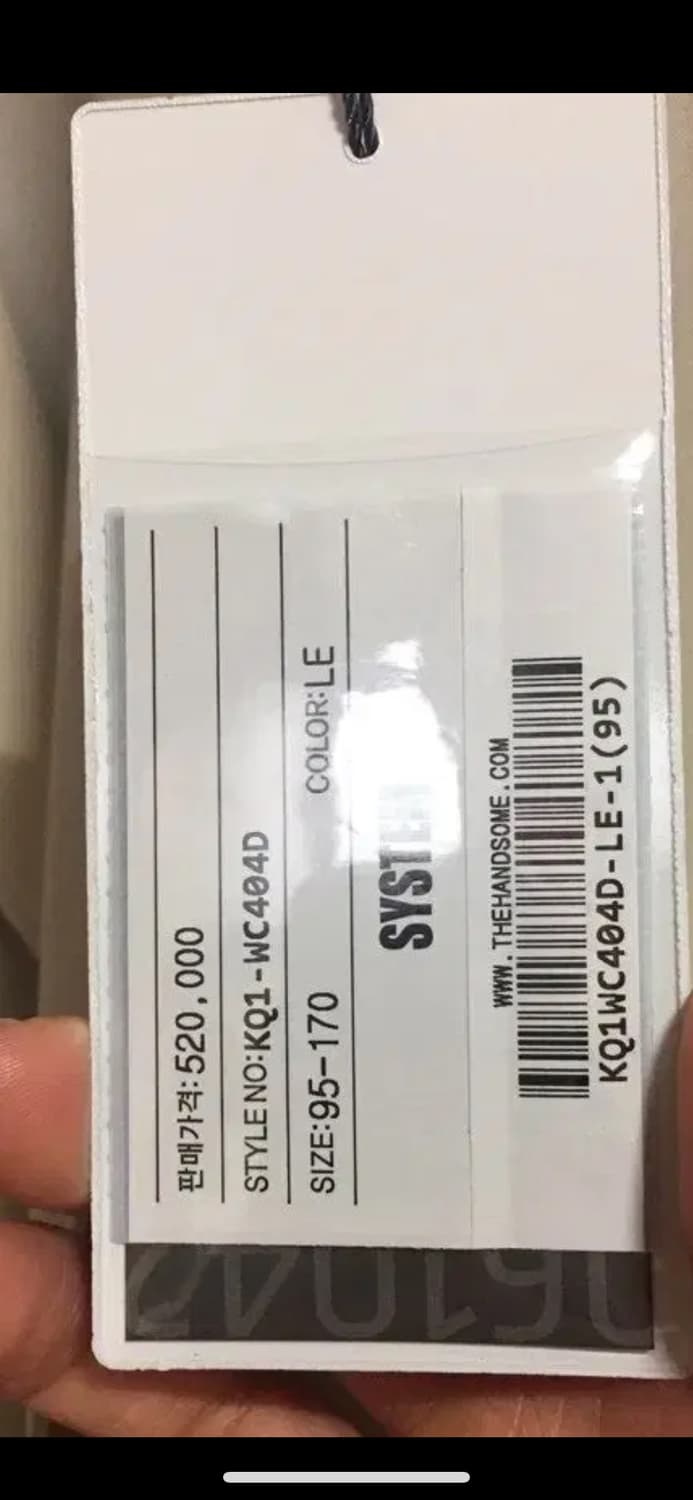 판매가격:520,000
STYLE NO:KQ1-WC404D
SIZE:95-170 COLOR:LE
SYSTEM
WWW.THEHANDSOME.COM
KQ1WC404D-LE-1(95)